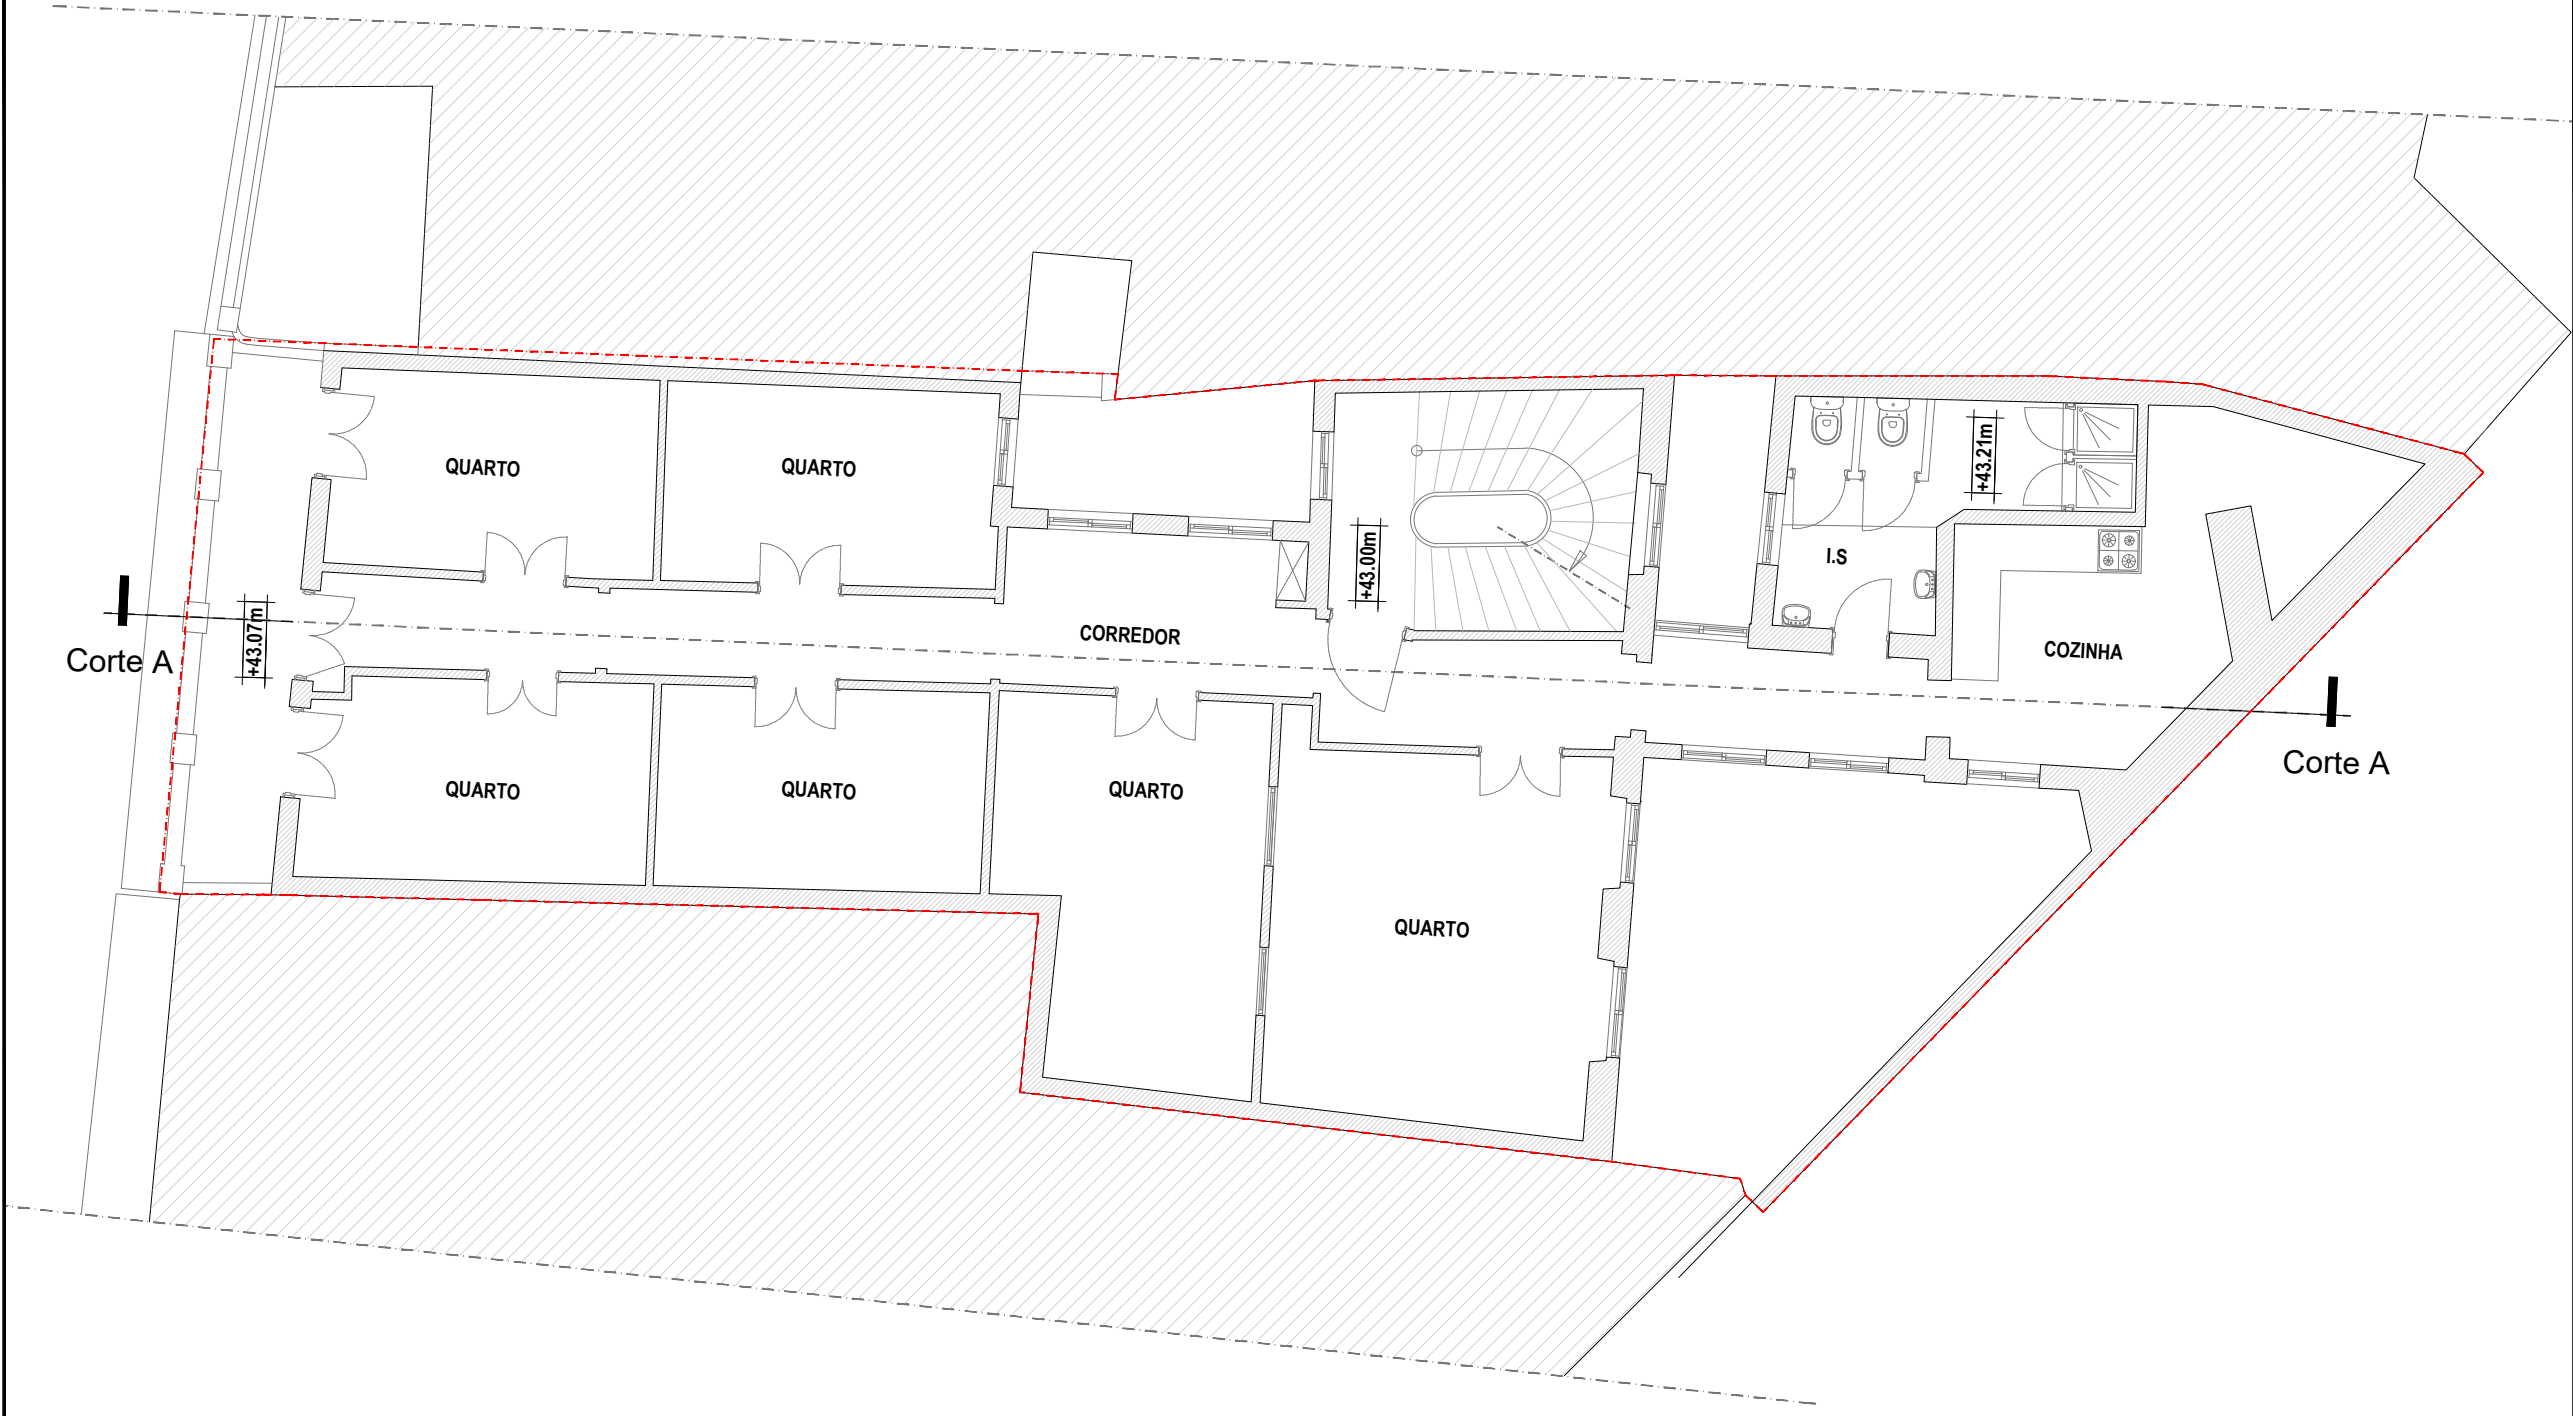 QUARTO
QUARTO
+43.21m
+43.00m
I.S
+43.07m
CORREDOR
COZINHA
Corte A
Corte A
QUARTO
QUARTO
QUARTO
QUARTO